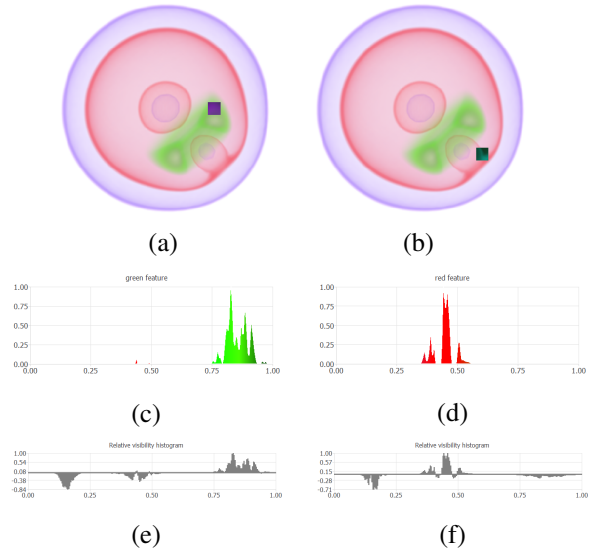 (a) (b)
green feature red feature
1.00 1.00
0.75 0.75
0.50 0.50
0.25 0.25
0.00 0.00
0.00 0.25 0.50 0.75 1.00 0.00 0.25 0.50 0.75 1.00
(c) (d)
Relative visibility histogram Relative visibility histogram
1.00 1.00
0.54 0.57
0.08 0.15
-0.38 -0.28
-0.84 -0.71
0.00 0.25 0.50 0.75 1.00 0.00 0.25 0.50 0.75 1.00
(e) (f)